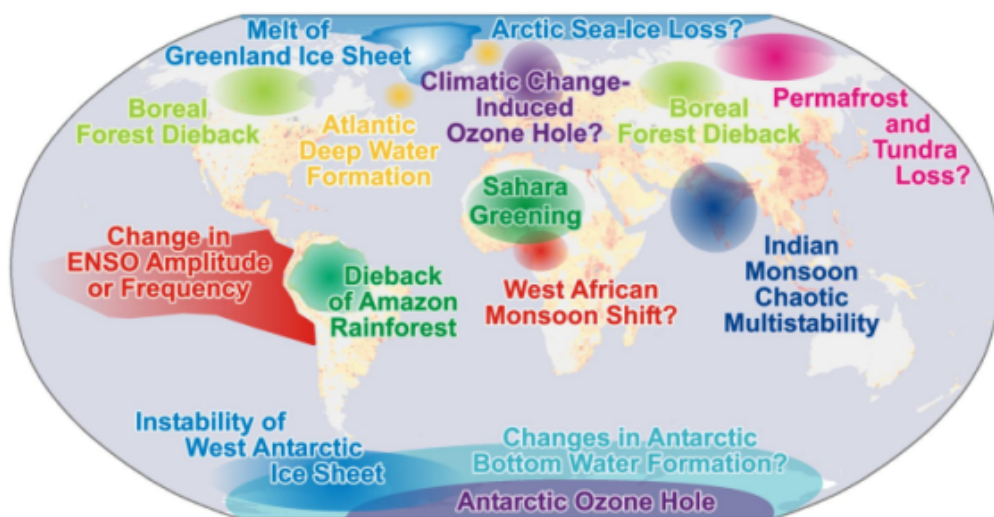 Melt of
Greenland Ice Sheet
Arctic Sea-Ice Loss?
Climatic Change-
Induced
Ozone Hole?
Boreal
Forest Dieback
Atlantic
Deep Water
Formation
Boreal
Forest Dieback
Permafrost
and
Tundra
Loss?
Sahara
Greening
Change in
ENSO Amplitude
or Frequency
Dieback
of Amazon
Rainforest
West African
Monsoon Shift?
Indian
Monsoon
Chaotic
Multistability
Instability of
West Antarctic
Ice Sheet
Changes in Antarctic
Bottom Water Formation?
Antarctic Ozone Hole